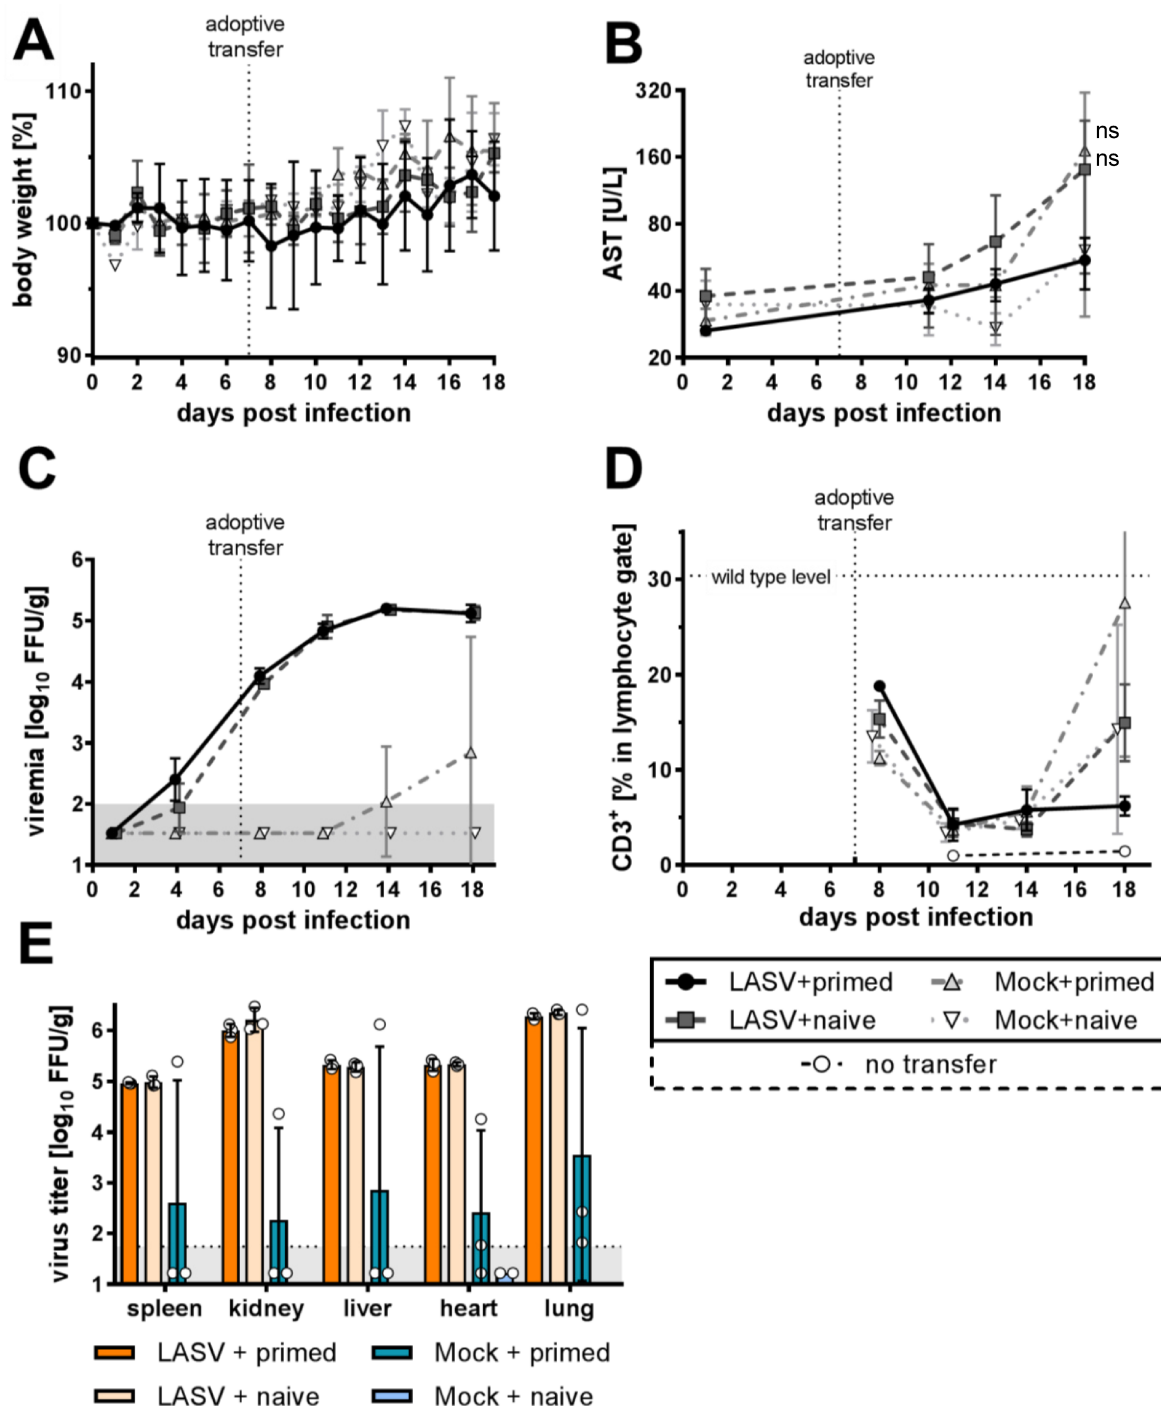 A
adoptive
transfer
body weight [%]
110
100
90
0 2 4 6 8 10 12 14 16 18
days post infection
B
adoptive
transfer
AST [U/L]
320
160
80
40
20
ns
ns
0 2 4 6 8 10 12 14 16 18
days post infection
C
adoptive
transfer
viremia [log10 FFU/g]
6
5
4
3
2
1
0 2 4 6 8 10 12 14 16 18
days post infection
D
adoptive
transfer
CD3+ [% in lymphocyte gate]
30
20
10
0
wild type level
0 2 4 6 8 10 12 14 16 18
days post infection
LASV+primed Mock+primed
LASV+naive Mock+naive
no transfer
E
virus titer [log10 FFU/g]
6
5
4
3
2
1
spleen kidney liver heart lung
LASV + primed Mock + primed
LASV + naive Mock + naive